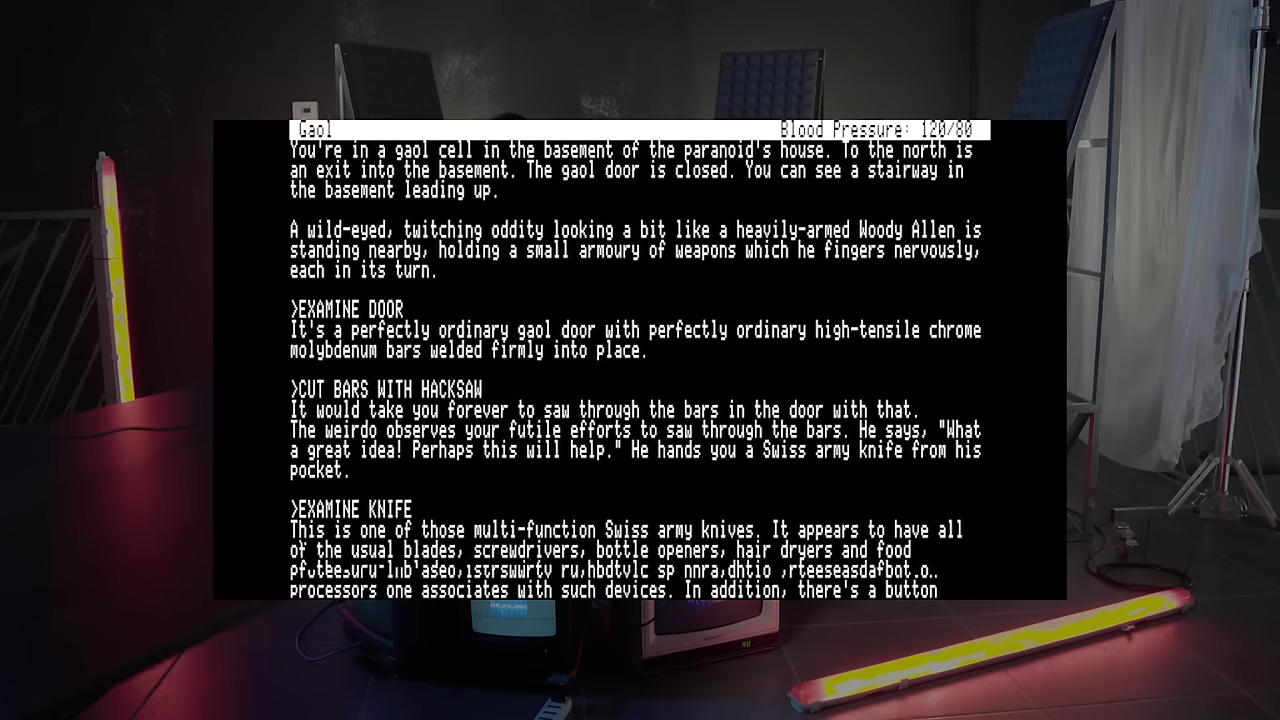 Gaol Blood Pressure: 120/80
You're in a gaol cell in the basement of the paranoid's house. To the north is
an exit into the basement. The gaol door is closed. You can see a stairway in
the basement leading up.
A wild-eyed, twitching oddity looking a bit like a heavily-armed Woody Allen is
standing nearby, holding a small armoury of weapons which he fingers nervously,
each in its turn.
>EXAMINE DOOR
It's a perfectly ordinary gaol door with perfectly ordinary high-tensile chrome
molybdenum bars welded firmly into place.
>CUT BARS WITH HACKSAW
It would take you forever to saw through the bars in the door with that.
The weirdo observes your futile efforts to saw through the bars. He says, "What
a great idea! Perhaps this will help." He hands you a Swiss army knife from his
pocket.
>EXAMINE KNIFE
This is one of those multi-function Swiss army knives. It appears to have all
of the usual blades, screwdrivers, bottle openers, hair dryers and food
processors one associates with such devices. In addition, there's a button